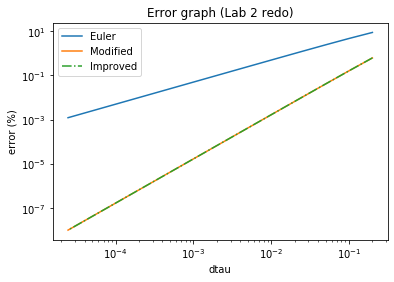 Error graph (Lab 2 redo)
Euler
Modified
Improved
error (%)
10¹
10⁻¹
10⁻³
10⁻⁵
10⁻⁷
10⁻⁴ 10⁻³ 10⁻² 10⁻¹
dtau